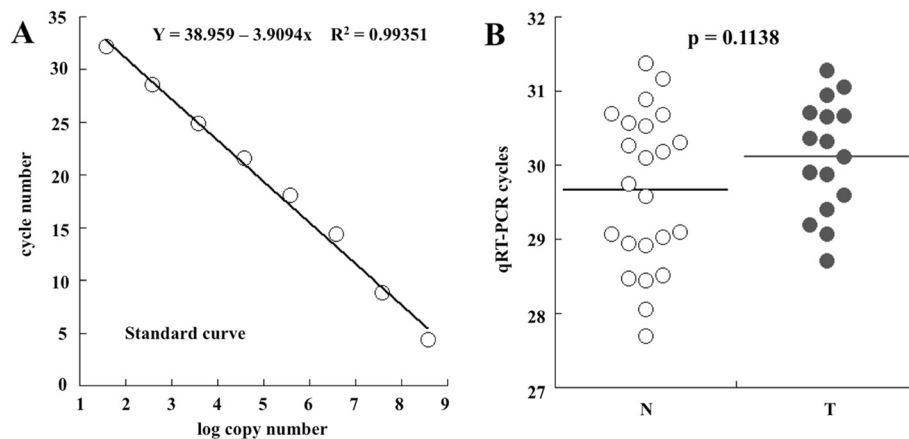 A
Y = 38.959 – 3.9094x R² = 0.99351
cycle number
35
30
25
20
15
10
5
0
Standard curve
1 2 3 4 5 6 7 8 9
log copy number
B
p = 0.1138
qRT-PCR cycles
32
31
30
29
28
27
N T